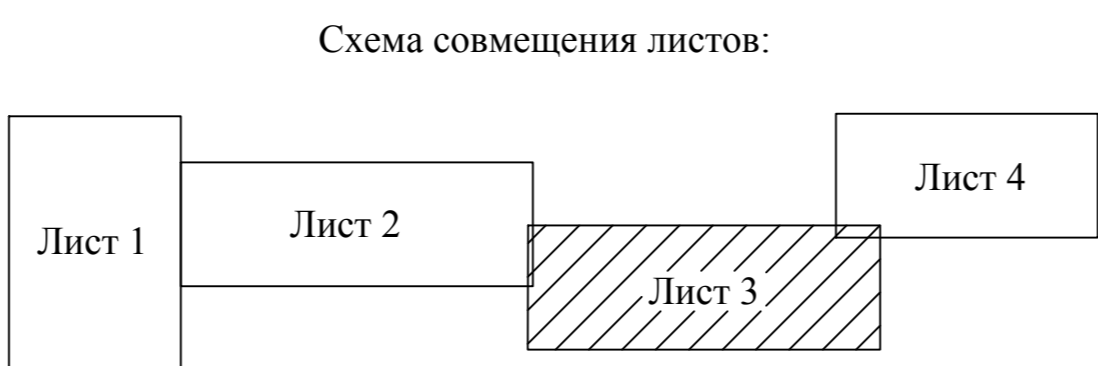 Схема совмещения листов:
Лист 1
Лист 2
Лист 3
Лист 4